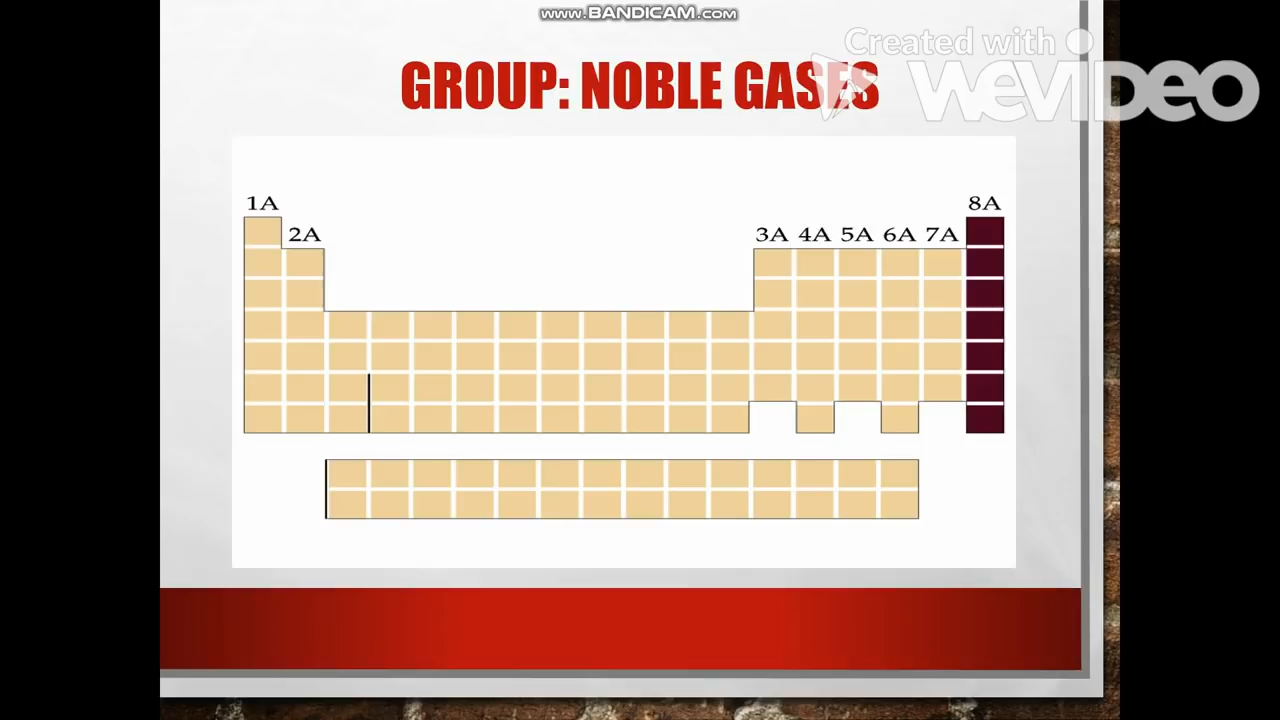 www.BANDICAM.com
Created with
WEVIDEO
GROUP: NOBLE GASES
1A
8A
2A
3A 4A 5A 6A 7A